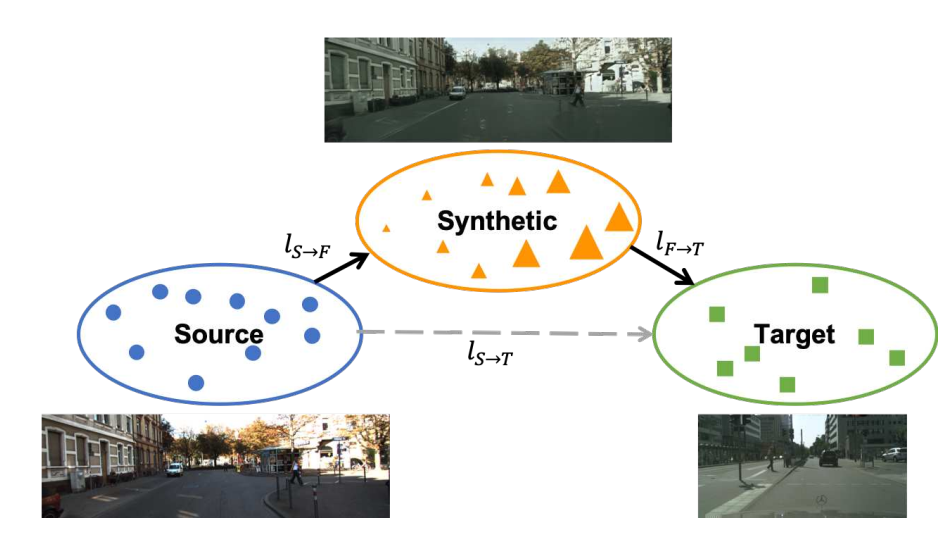 Synthetic
l_{S→F}
l_{F→T}
Source
Target
l_{S→T}